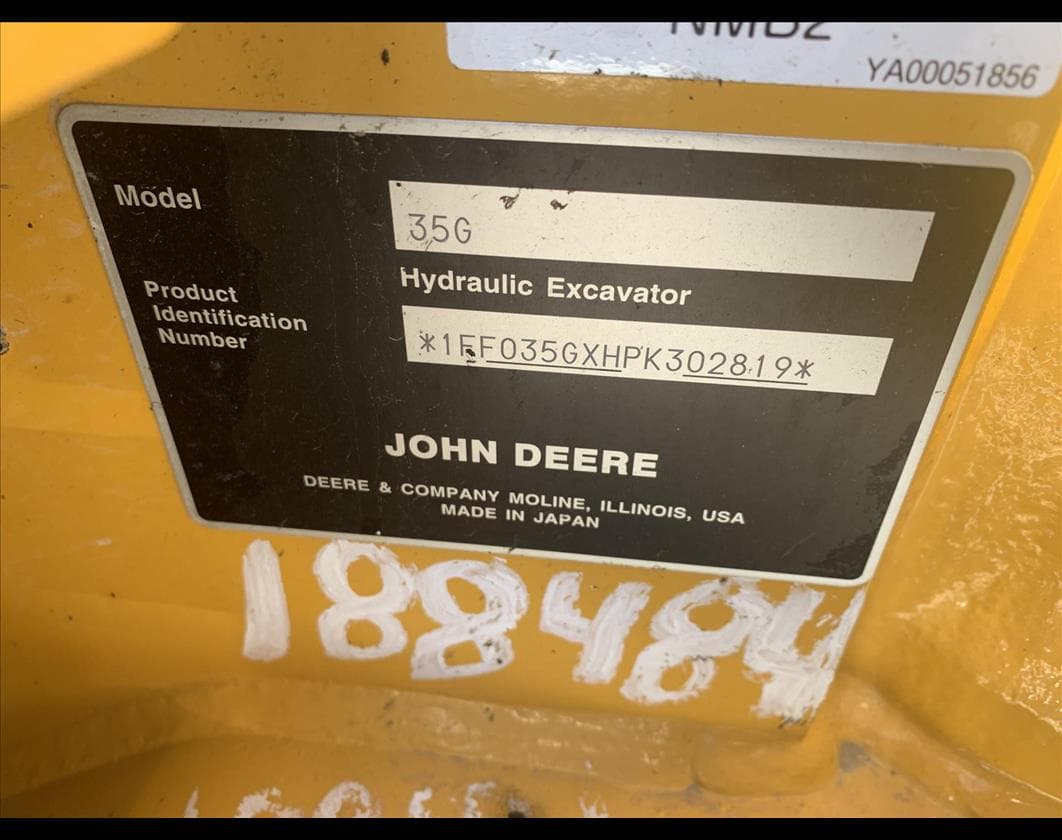 YA00051856
Model
35G
Hydraulic Excavator
Product
Identification
Number
*1FF035GXHPK302819*
JOHN DEERE
DEERE & COMPANY MOLINE, ILLINOIS, USA
MADE IN JAPAN
188484